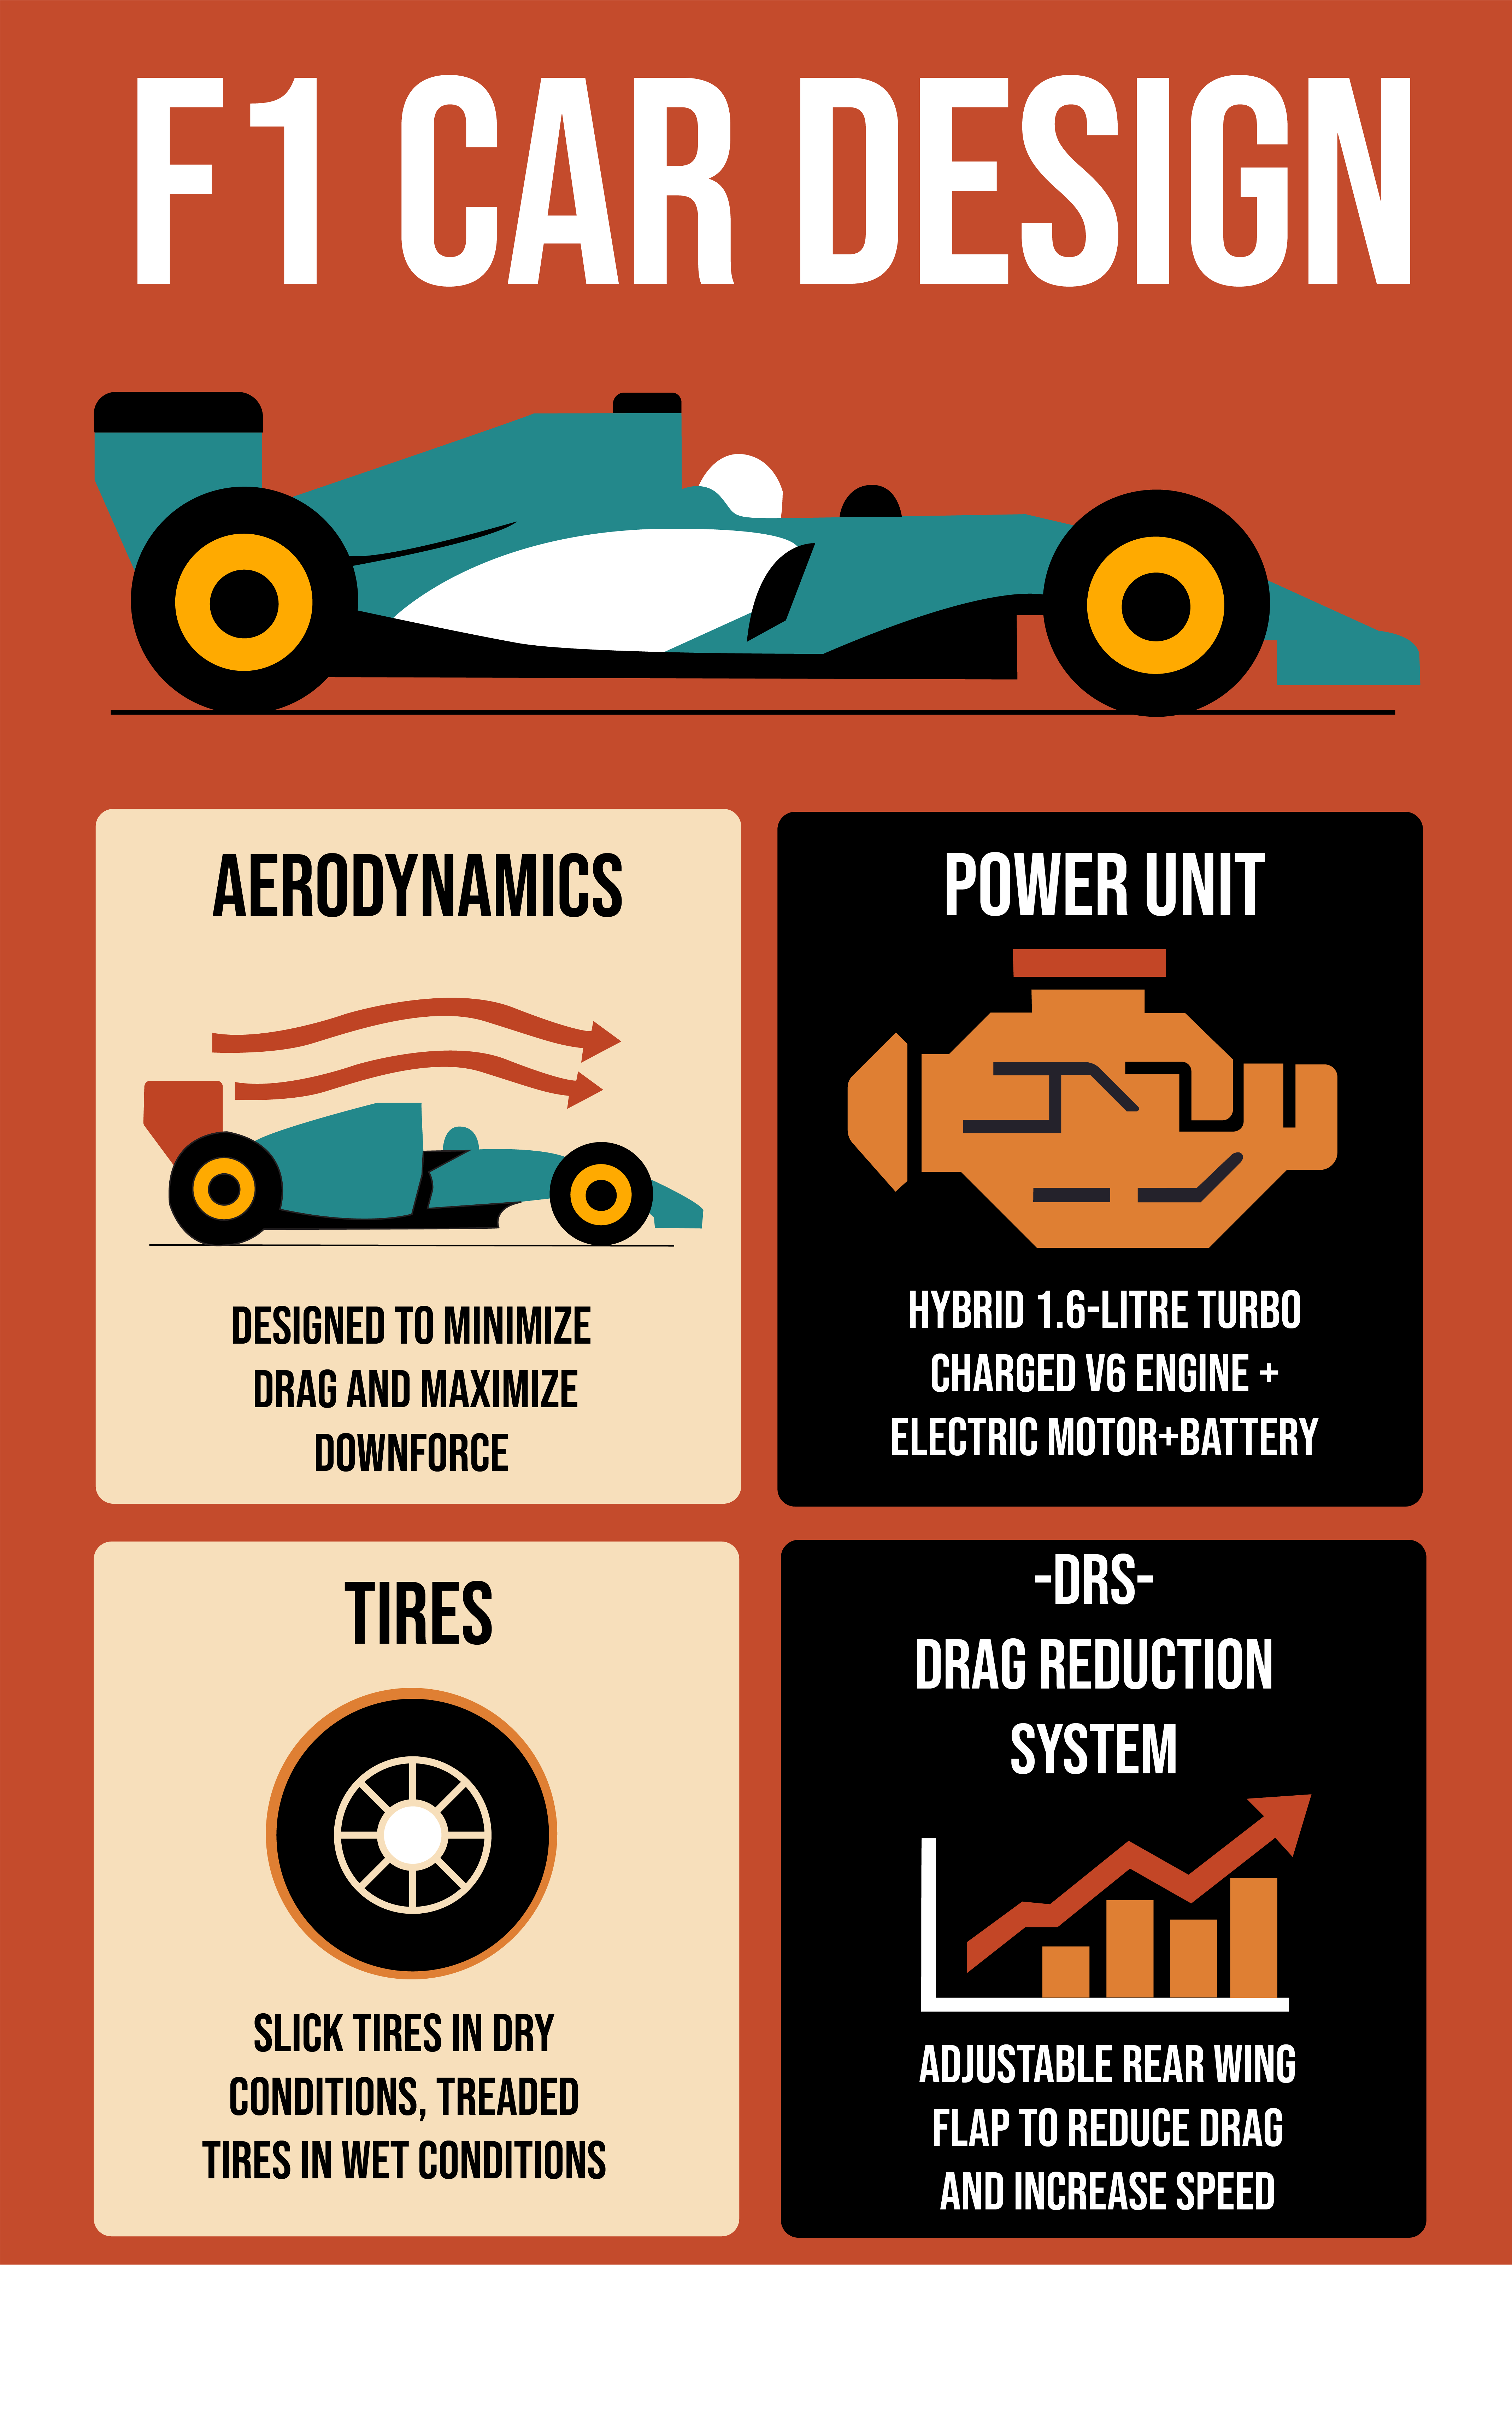 F1 CAR DESIGN
AERODYNAMICS
DESIGNED TO MINIMIZE
DRAG AND MAXIMIZE
DOWNFORCE
POWER UNIT
HYBRID 1.6-LITRE TURBO
CHARGED V6 ENGINE +
ELECTRIC MOTOR+BATTERY
TIRES
SLICK TIRES IN DRY
CONDITIONS, TREADED
TIRES IN WET CONDITIONS
-DRS-
DRAG REDUCTION
SYSTEM
ADJUSTABLE REAR WING
FLAP TO REDUCE DRAG
AND INCREASE SPEED